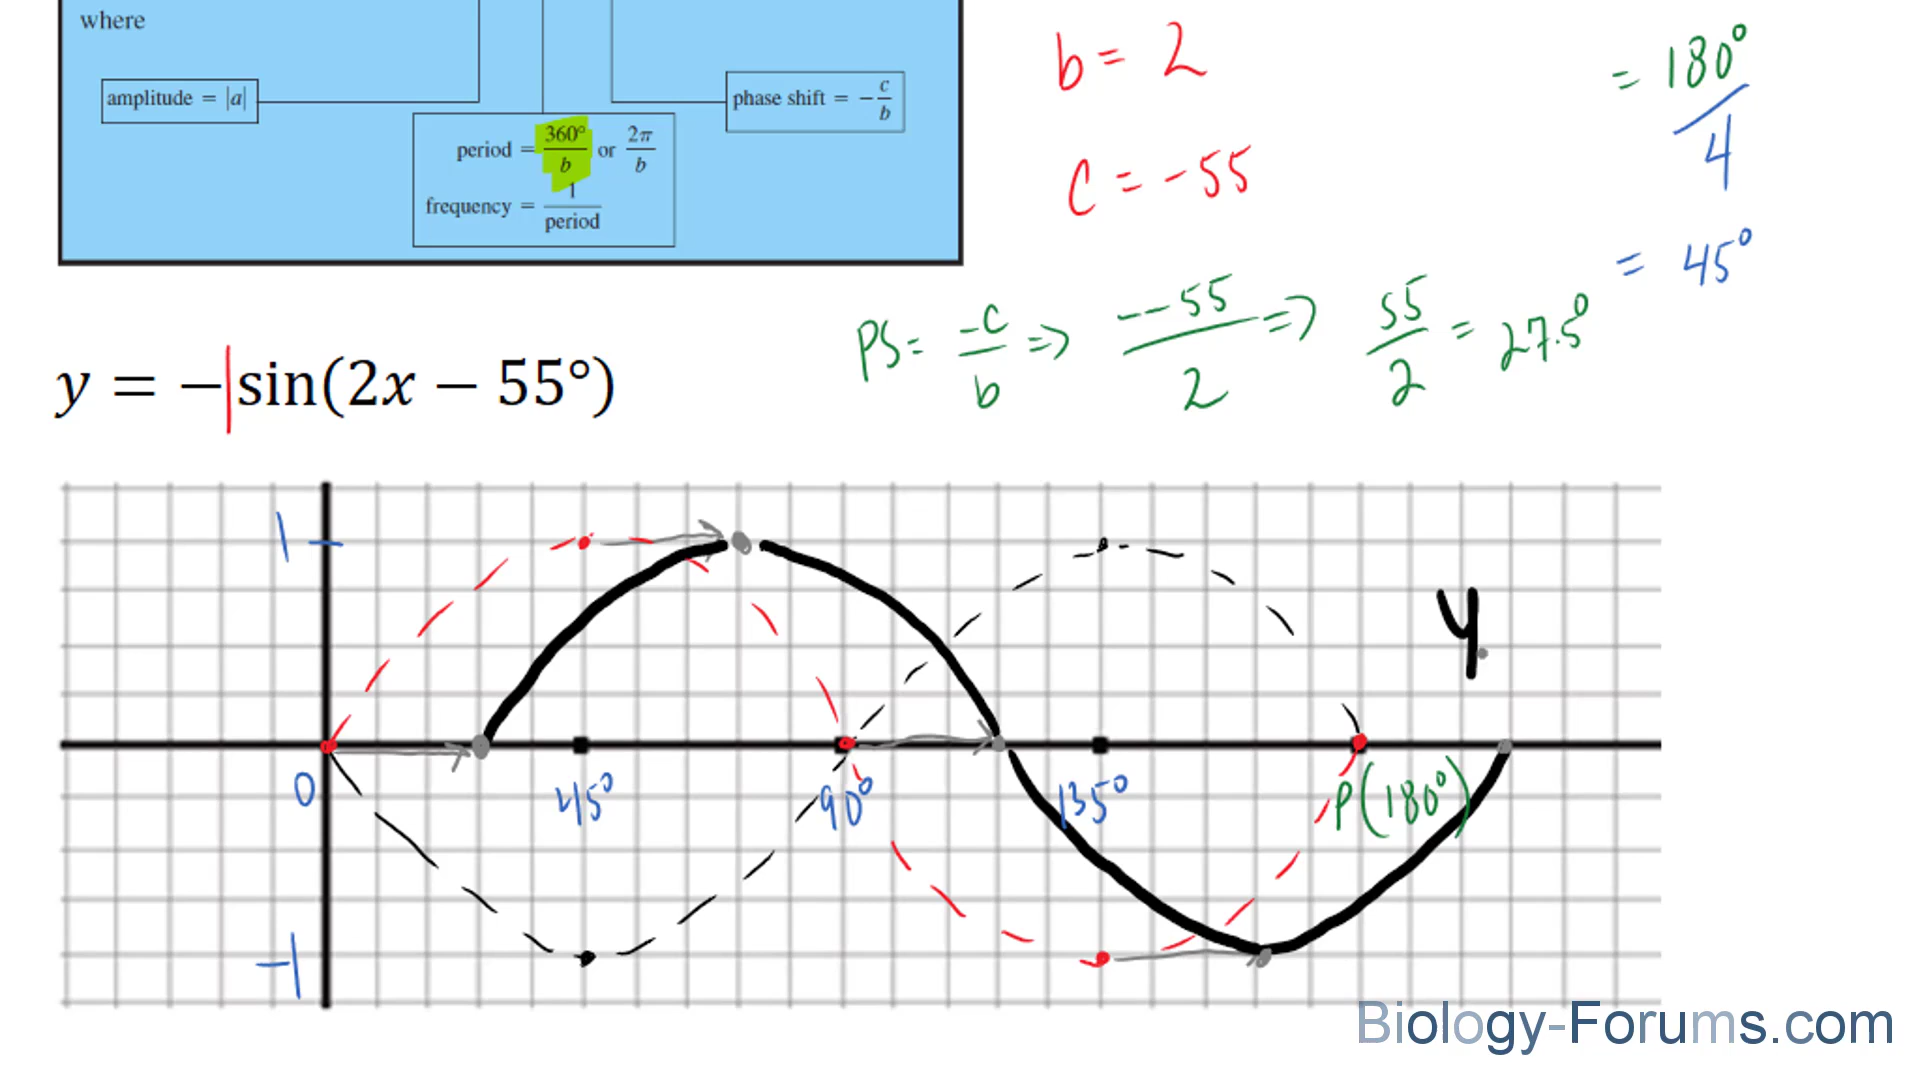 where
amplitude = |a|
phase shift = -c/b
period = 360°/b or 2π/b
frequency = 1/period
b = 2
c = -55
= 180°/4
= 45°
PS = -c/b ⇒ --55/2 ⇒ 55/2 = 27.5°
y = -|sin(2x − 55°)
1
y
0 45° 90° 135° P(180°)
-1
Biology-Forums.com